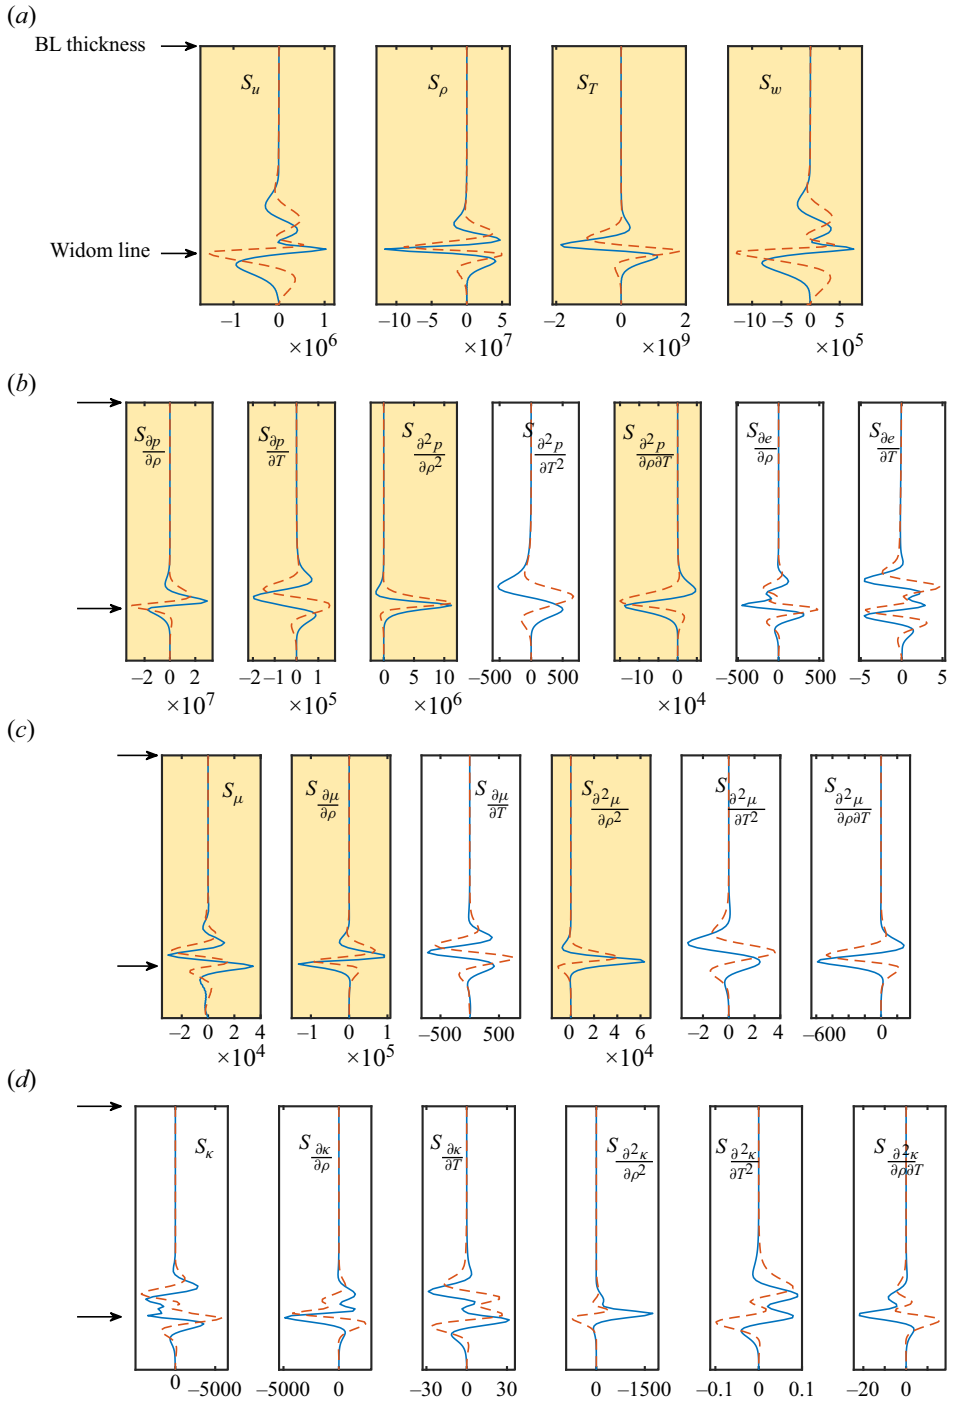 (a)
BL thickness
S_u S_ρ S_T S_w
Widom line
−1 0 1 −10 −5 0 5 −2 0 2 −10 −5 0 5
×10^6 ×10^7 ×10^9 ×10^5
(b)
S_{∂p/∂ρ} S_{∂p/∂T} S_{∂²p/∂ρ²} S_{∂²p/∂T²} S_{∂²p/∂ρ∂T} S_{∂e/∂ρ} S_{∂e/∂T}
−2 0 2 −2 −1 0 1 0 5 10 −500 0 500 −10 0 −500 0 500 −5 0 5
×10^7 ×10^5 ×10^6 ×10^4
(c)
S_μ S_{∂μ/∂ρ} S_{∂μ/∂T} S_{∂²μ/∂ρ²} S_{∂²μ/∂T²} S_{∂²μ/∂ρ∂T}
−2 0 2 4 −1 0 1 −500 0 500 0 2 4 6 −2 0 2 4 −600 0
×10^4 ×10^5 ×10^4
(d)
S_κ S_{∂κ/∂ρ} S_{∂κ/∂T} S_{∂²κ/∂ρ²} S_{∂²κ/∂T²} S_{∂²κ/∂ρ∂T}
0 −5000 −5000 0 −30 0 30 0 −1500 −0.1 0 0.1 −20 0